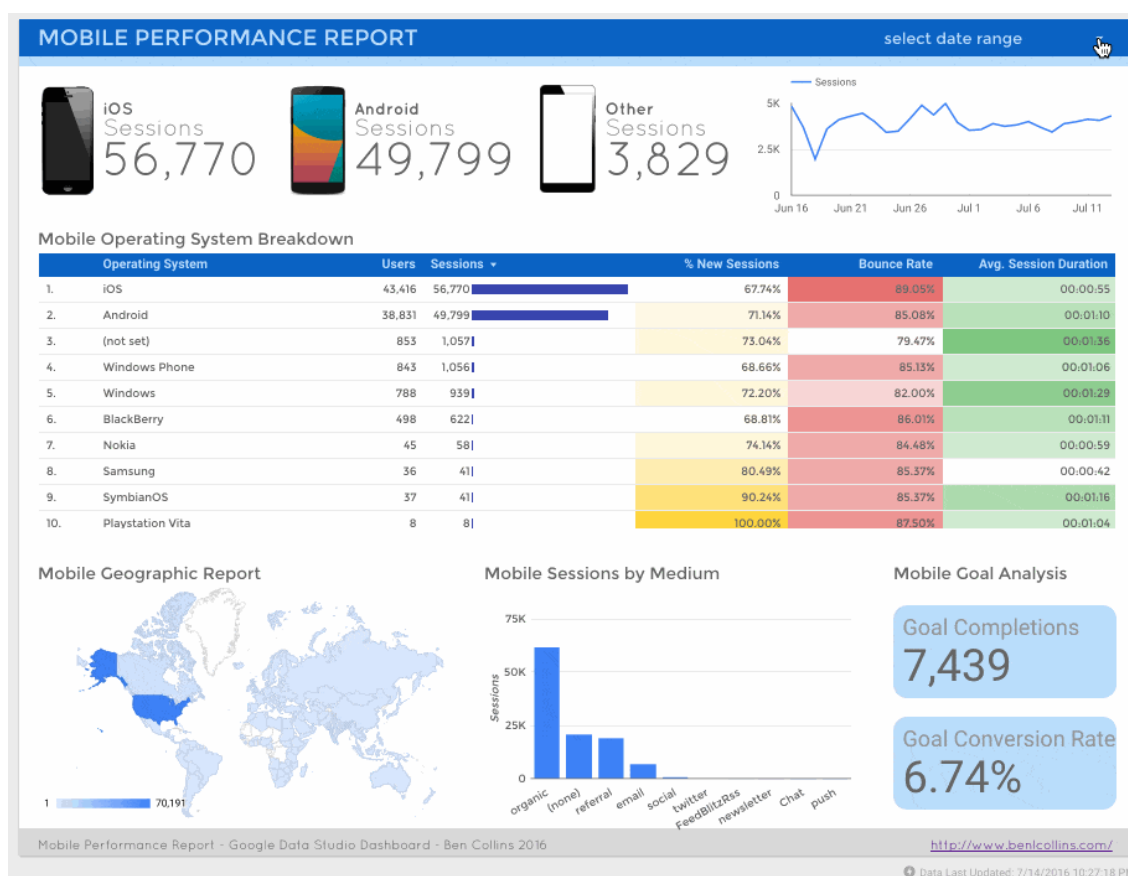 MOBILE PERFORMANCE REPORT select date range
iOS
Sessions
56,770
Android
Sessions
49,799
Other
Sessions
3,829
Sessions
5K
2.5K
0
Jun 16 Jun 21 Jun 26 Jul 1 Jul 6 Jul 11
Mobile Operating System Breakdown
Operating System Users Sessions % New Sessions Bounce Rate Avg. Session Duration
1. iOS 43,416 56,770 67.74% 89.05% 00:00:55
2. Android 38,831 49,799 71.14% 85.08% 00:01:10
3. (not set) 853 1,057 73.04% 79.47% 00:01:36
4. Windows Phone 843 1,056 68.66% 85.13% 00:01:06
5. Windows 788 939 72.20% 82.00% 00:01:29
6. BlackBerry 498 622 68.81% 86.01% 00:01:11
7. Nokia 45 58 74.14% 84.48% 00:00:59
8. Samsung 36 41 80.49% 85.37% 00:00:42
9. SymbianOS 37 41 90.24% 85.37% 00:01:16
10. Playstation Vita 8 8 100.00% 87.50% 00:01:04
Mobile Geographic Report
1 70,191
Mobile Sessions by Medium
75K
50K
25K
0
Sessions
organic (none) referral email social twitter FeedBlitzRss newsletter Chat push
Mobile Goal Analysis
Goal Completions
7,439
Goal Conversion Rate
6.74%
Mobile Performance Report - Google Data Studio Dashboard - Ben Collins 2016 http://www.benlcollins.com/
Data Last Updated: 7/14/2016 10:27:18 P